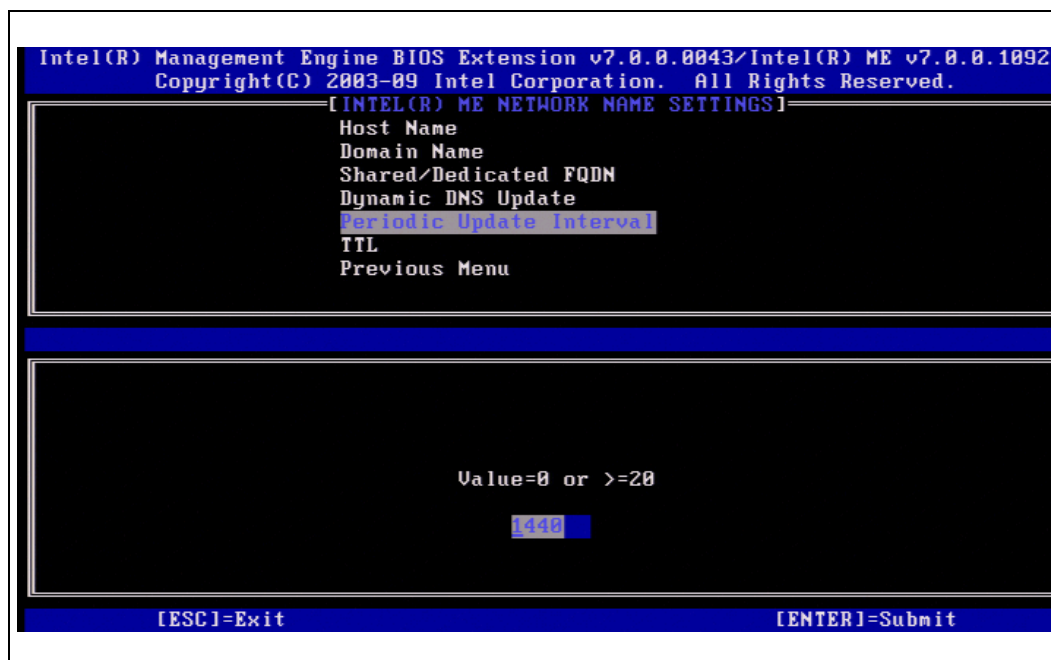 Intel(R) Management Engine BIOS Extension v7.0.0.0043/Intel(R) ME v7.0.0.1092
Copyright(C) 2003-09 Intel Corporation. All Rights Reserved.
[INTEL(R) ME NETWORK NAME SETTINGS]
Host Name
Domain Name
Shared/Dedicated FQDN
Dynamic DNS Update
Periodic Update Interval
TTL
Previous Menu
Value=0 or >=20
1440
[ESC]=Exit [ENTER]=Submit